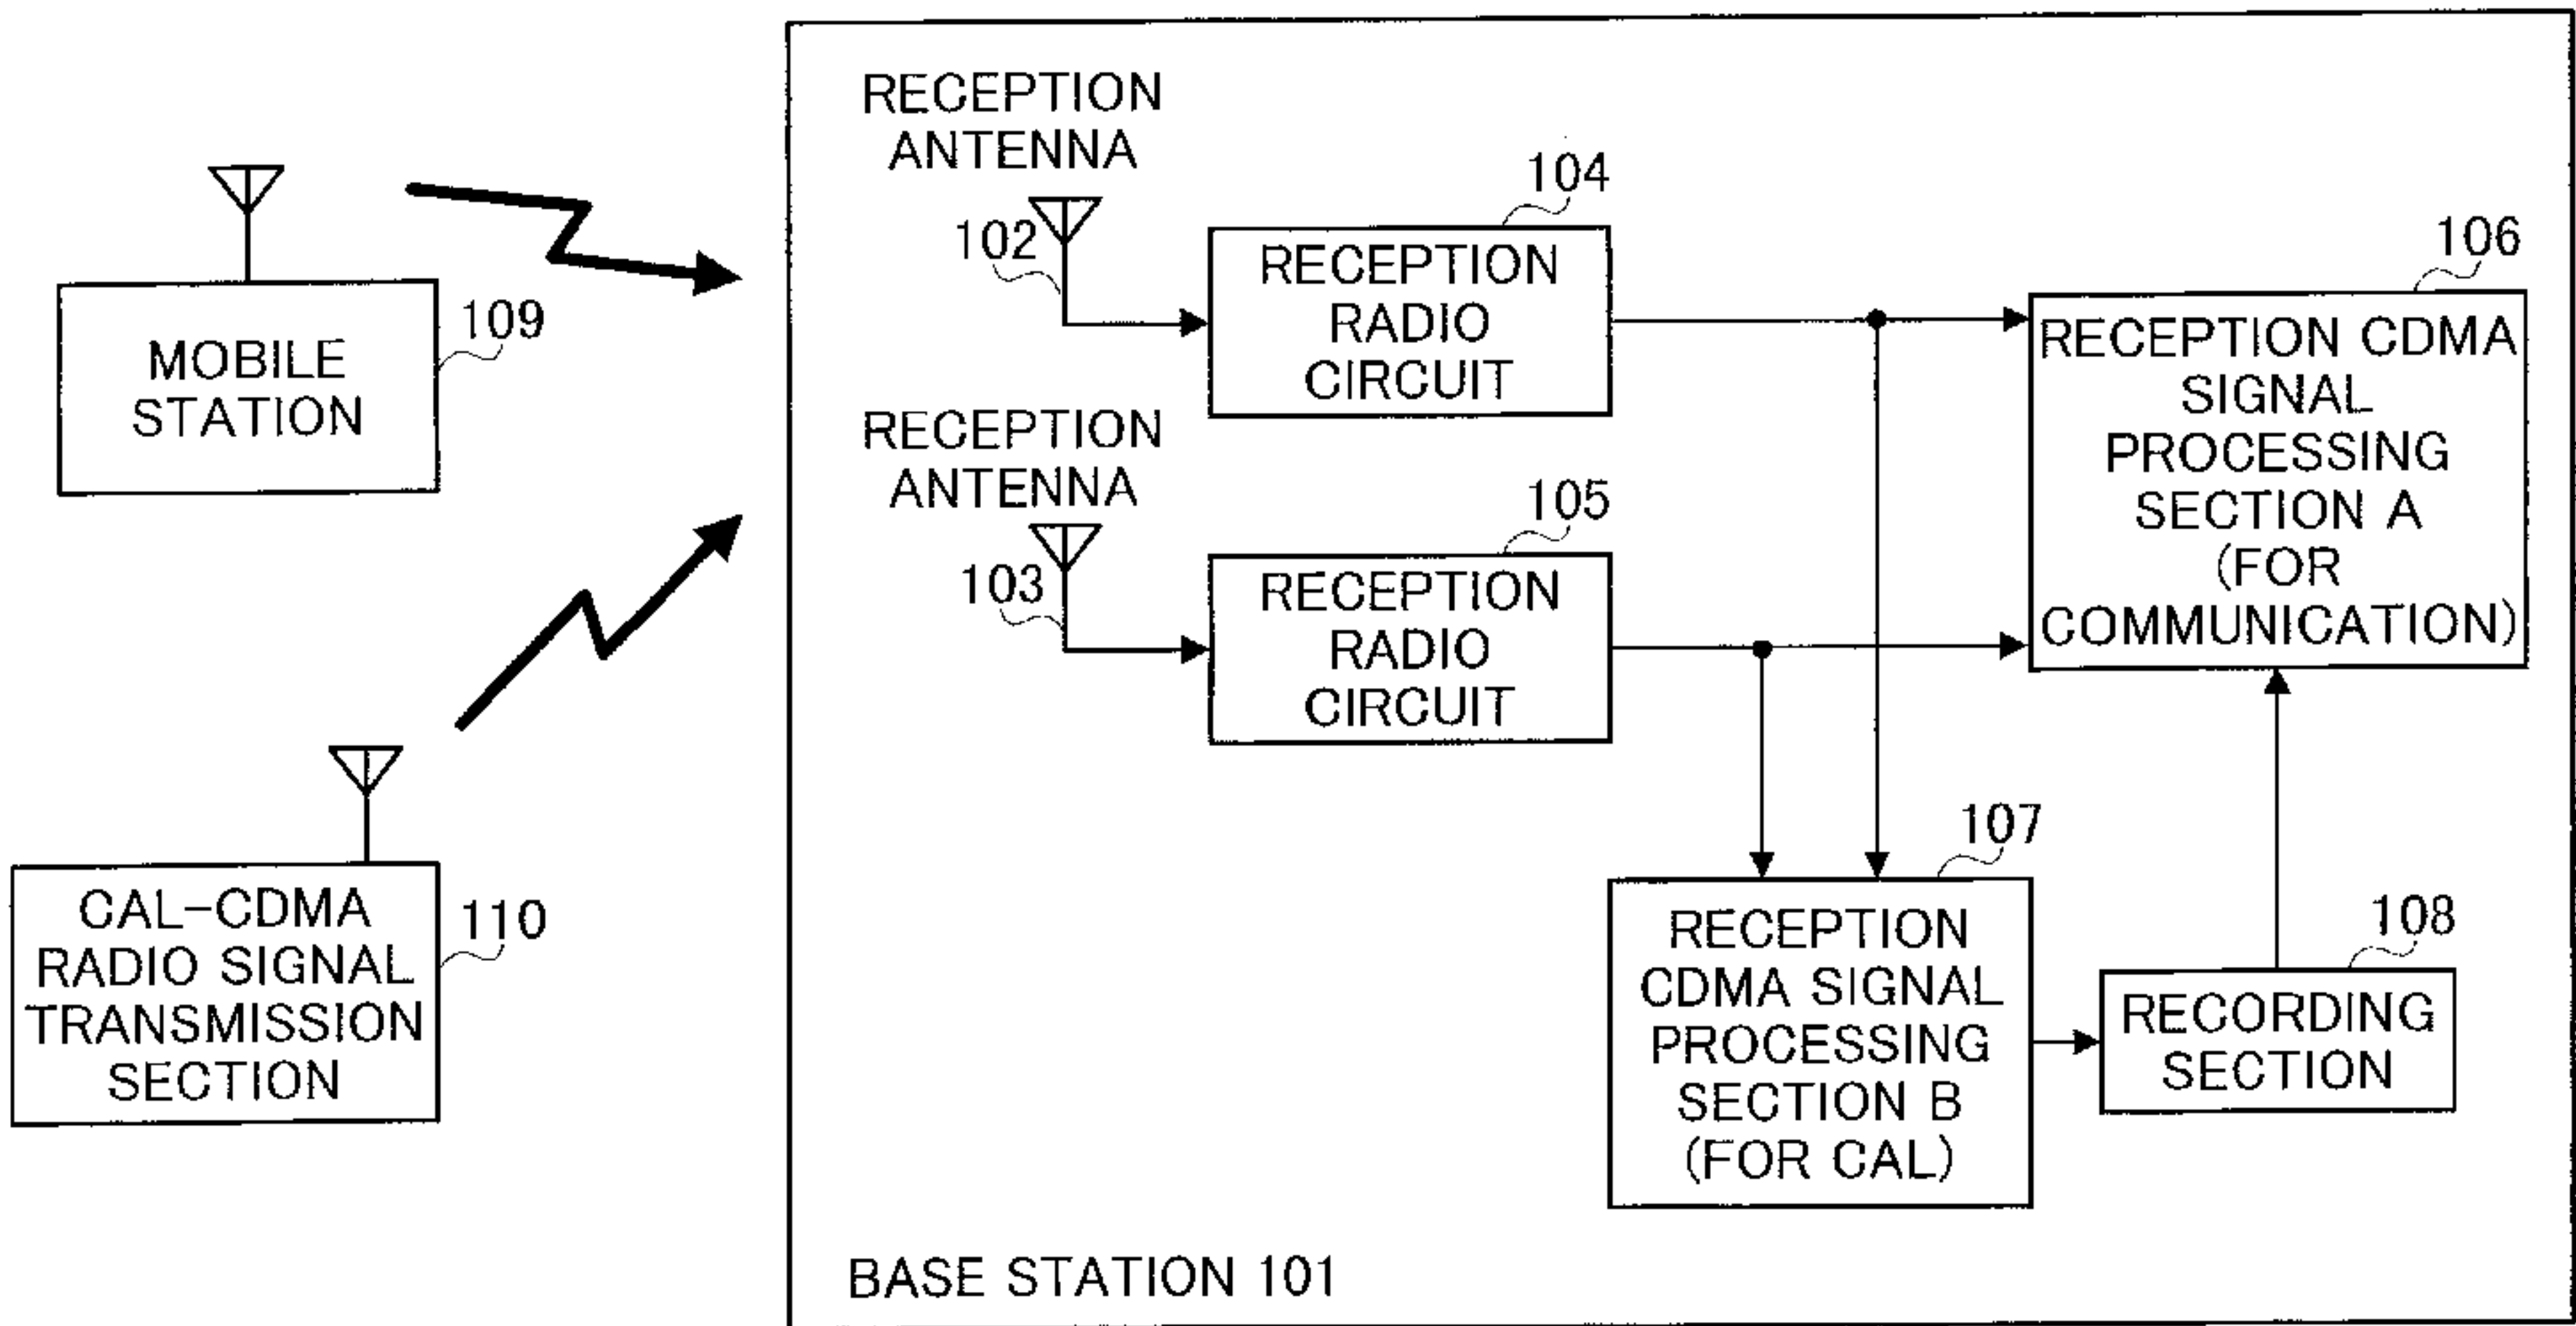 RECEPTION
ANTENNA
102
104
RECEPTION
RADIO
CIRCUIT
106
RECEPTION CDMA
SIGNAL
PROCESSING
SECTION A
(FOR
COMMUNICATION)
MOBILE
STATION
109
RECEPTION
ANTENNA
103
105
RECEPTION
RADIO
CIRCUIT
CAL-CDMA
RADIO SIGNAL
TRANSMISSION
SECTION
110
107
RECEPTION
CDMA SIGNAL
PROCESSING
SECTION B
(FOR CAL)
108
RECORDING
SECTION
BASE STATION 101